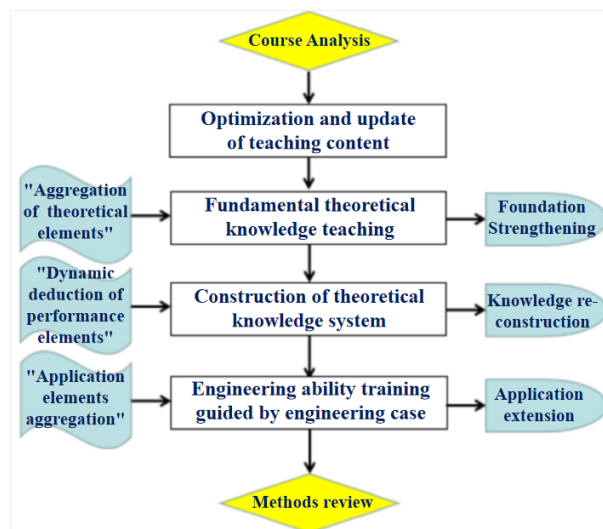 Course Analysis
Optimization and update
of teaching content
"Aggregation
of theoretical
elements"
Fundamental theoretical
knowledge teaching
Foundation
Strengthening
"Dynamic
deduction of
performance
elements"
Construction of theoretical
knowledge system
Knowledge re-
construction
"Application
elements
aggregation"
Engineering ability training
guided by engineering case
Application
extension
Methods review